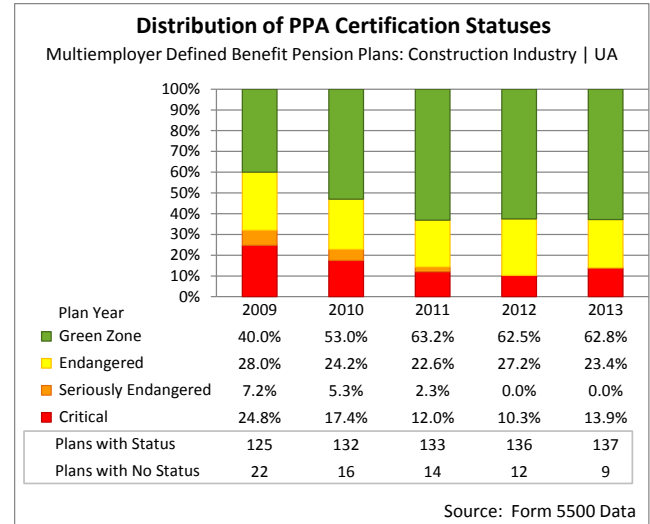 Distribution of PPA Certification Statuses
Multiemployer Defined Benefit Pension Plans: Construction Industry | UA
100%
90%
80%
70%
60%
50%
40%
30%
20%
10%
0%
Plan Year 2009 2010 2011 2012 2013
Green Zone 40.0% 53.0% 63.2% 62.5% 62.8%
Endangered 28.0% 24.2% 22.6% 27.2% 23.4%
Seriously Endangered 7.2% 5.3% 2.3% 0.0% 0.0%
Critical 24.8% 17.4% 12.0% 10.3% 13.9%
Plans with Status 125 132 133 136 137
Plans with No Status 22 16 14 12 9
Source: Form 5500 Data